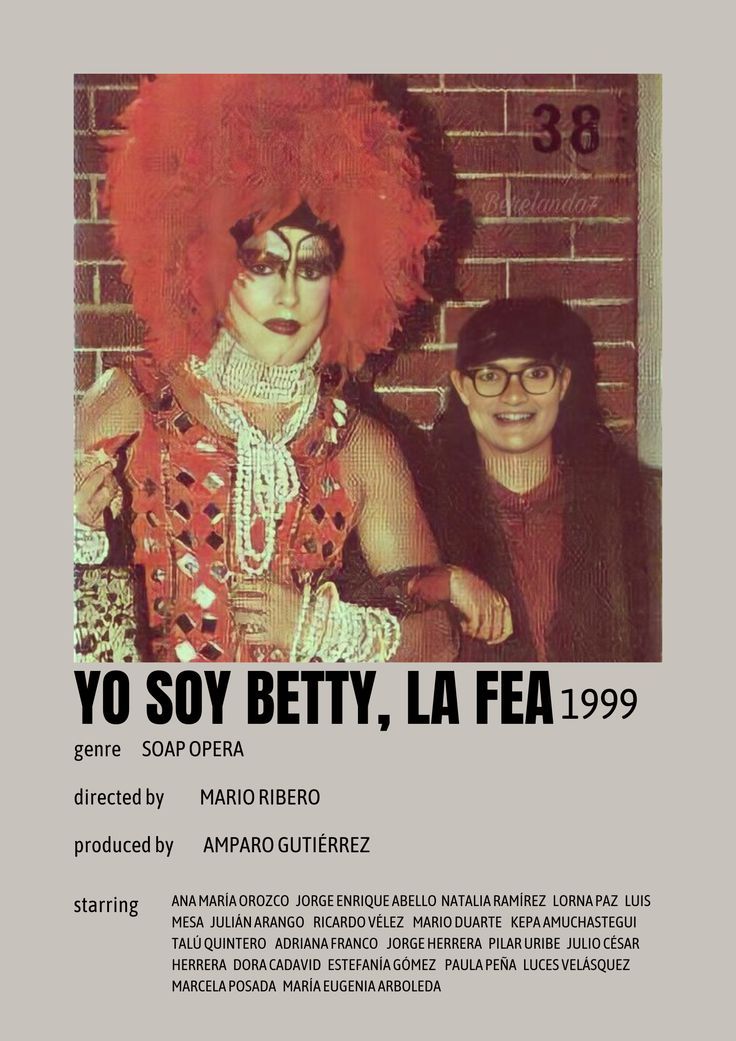 38
Berelanda7
YO SOY BETTY, LA FEA 1999
genre SOAP OPERA
directed by MARIO RIBERO
produced by AMPARO GUTIÉRREZ
starring ANA MARÍA OROZCO JORGE ENRIQUE ABELLO NATALIA RAMÍREZ LORNA PAZ LUIS
MESA JULIÁN ARANGO RICARDO VÉLEZ MARIO DUARTE KEPA AMUCHASTEGUI
TALÚ QUINTERO ADRIANA FRANCO JORGE HERRERA PILAR URIBE JULIO CÉSAR
HERRERA DORA CADAVID ESTEFANÍA GÓMEZ PAULA PEÑA LUCES VELÁSQUEZ
MARCELA POSADA MARÍA EUGENIA ARBOLEDA